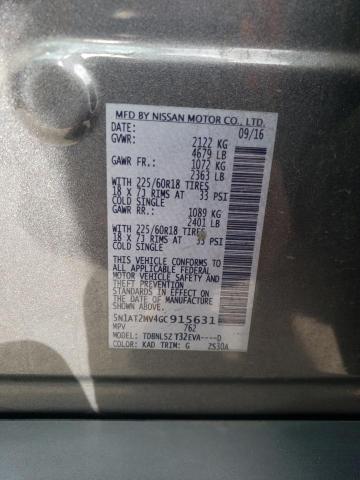 MFD BY NISSAN MOTOR CO., LTD.
DATE: 09/16
GVWR: 2122 KG
4679 LB
GAWR FR.: 1072 KG
2363 LB
WITH 225/60R18 TIRES
18 X 7J RIMS AT 33 PSI
COLD SINGLE
GAWR RR.: 1089 KG
2401 LB
WITH 225/60R18 TIRES
18 X 7J RIMS AT 33 PSI
COLD SINGLE
THIS VEHICLE CONFORMS TO
ALL APPLICABLE FEDERAL
MOTOR VEHICLE SAFETY AND
THEFT PREVENTION
STANDARDS IN EFFECT ON
THE DATE OF MANUFACTURE
SHOWN ABOVE.
5N1AT2MV4GC915631
MPV 762
MODEL: TDBNLSZ T32EVA----D
COLOR: KAD TRIM: G 2S30A